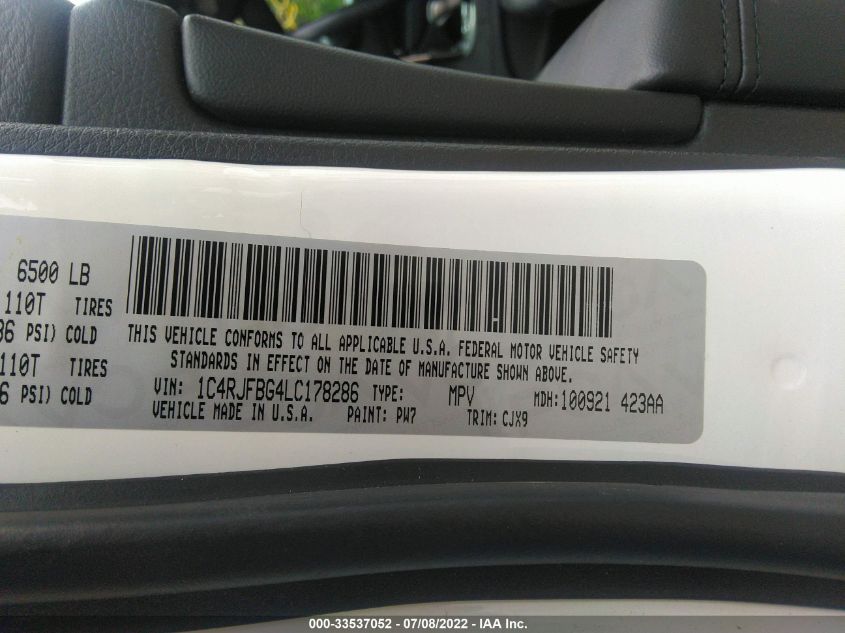 6500 LB
110T TIRES
PSI) COLD
110T TIRES
PSI) COLD
THIS VEHICLE CONFORMS TO ALL APPLICABLE U.S.A. FEDERAL MOTOR VEHICLE SAFETY
STANDARDS IN EFFECT ON THE DATE OF MANUFACTURE SHOWN ABOVE.
VIN: 1C4RJFBG4LC178286 TYPE: MPV MDH:100921 423AA
VEHICLE MADE IN U.S.A. PAINT: PW7 TRIM: CJX9
000-33537052 - 07/08/2022 - IAA Inc.